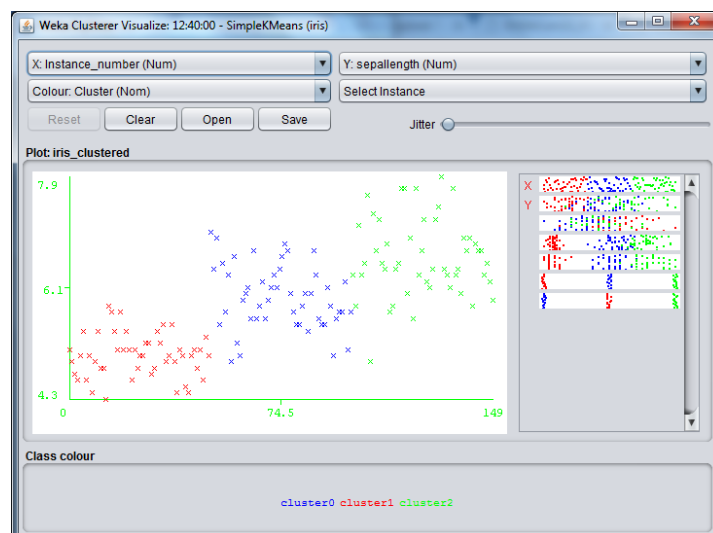 Weka Clusterer Visualize: 12:40:00 - SimpleKMeans (iris)
X: Instance_number (Num)
Y: sepallength (Num)
Colour: Cluster (Nom)
Select Instance
Reset
Clear
Open
Save
Jitter
Plot: iris_clustered
7.9
6.1
4.3
0
74.5
149
X
Y
Class colour
cluster0 cluster1 cluster2